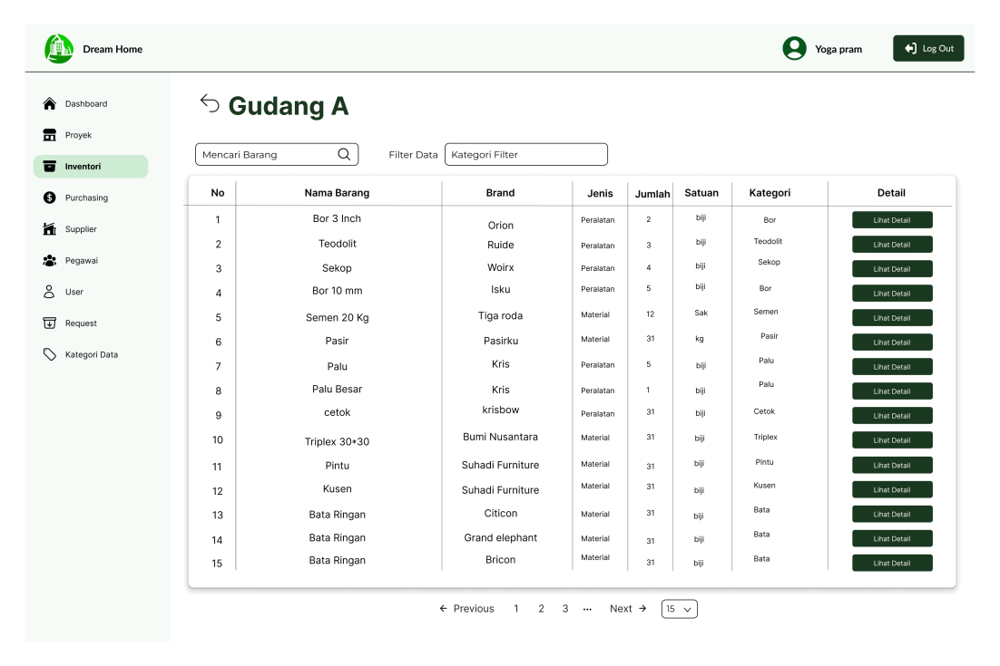 Dream Home
Yoga pram
Log Out
Dashboard
Proyek
Inventori
Purchasing
Supplier
Pegawai
User
Request
Kategori Data
Gudang A
Mencari Barang
Filter Data
Kategori Filter
No Nama Barang Brand Jenis Jumlah Satuan Kategori Detail
1 Bor 3 Inch Orion Peralatan 2 biji Bor Lihat Detail
2 Teodolit Ruide Peralatan 3 biji Teodolit Lihat Detail
3 Sekop Woirx Peralatan 4 biji Sekop Lihat Detail
4 Bor 10 mm Isku Peralatan 5 biji Bor Lihat Detail
5 Semen 20 Kg Tiga roda Material 12 Sak Semen Lihat Detail
6 Pasir Pasirku Material 31 kg Pasir Lihat Detail
7 Palu Kris Peralatan 5 biji Palu Lihat Detail
8 Palu Besar Kris Peralatan 1 biji Palu Lihat Detail
9 cetok krisbow Peralatan 31 biji Cetok Lihat Detail
10 Triplex 30*30 Bumi Nusantara Material 31 biji Triplex Lihat Detail
11 Pintu Suhadi Furniture Material 31 biji Pintu Lihat Detail
12 Kusen Suhadi Furniture Material 31 biji Kusen Lihat Detail
13 Bata Ringan Citicon Material 31 biji Bata Lihat Detail
14 Bata Ringan Grand elephant Material 31 biji Bata Lihat Detail
15 Bata Ringan Bricon Material 31 biji Bata Lihat Detail
← Previous 1 2 3 ... Next → 15